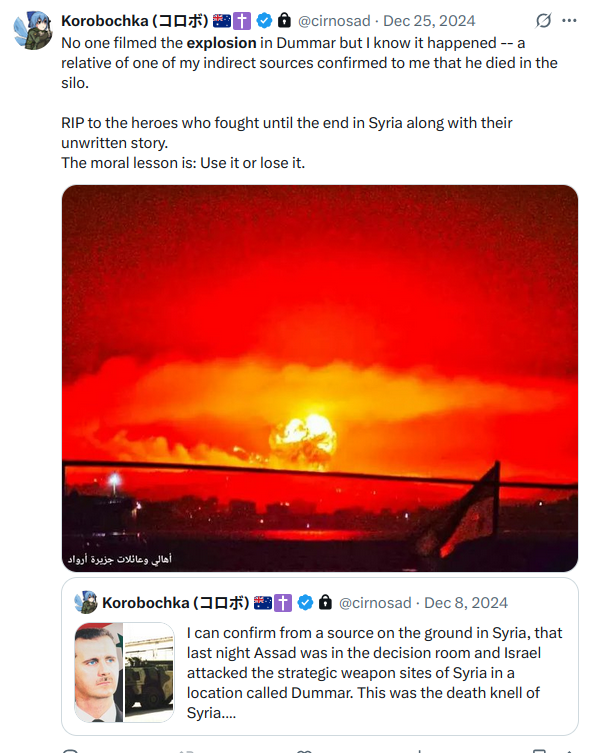 Korobochka (コロボ) 🇦🇺✝️ @cirnosad · Dec 25, 2024
No one filmed the explosion in Dummar but I know it happened -- a
relative of one of my indirect sources confirmed to me that he died in the
silo.
RIP to the heroes who fought until the end in Syria along with their
unwritten story.
The moral lesson is: Use it or lose it.
أهالي وعائلات جزيرة أرواد
Korobochka (コロボ) 🇦🇺✝️ @cirnosad · Dec 8, 2024
I can confirm from a source on the ground in Syria, that
last night Assad was in the decision room and Israel
attacked the strategic weapon sites of Syria in a
location called Dummar. This was the death knell of
Syria....